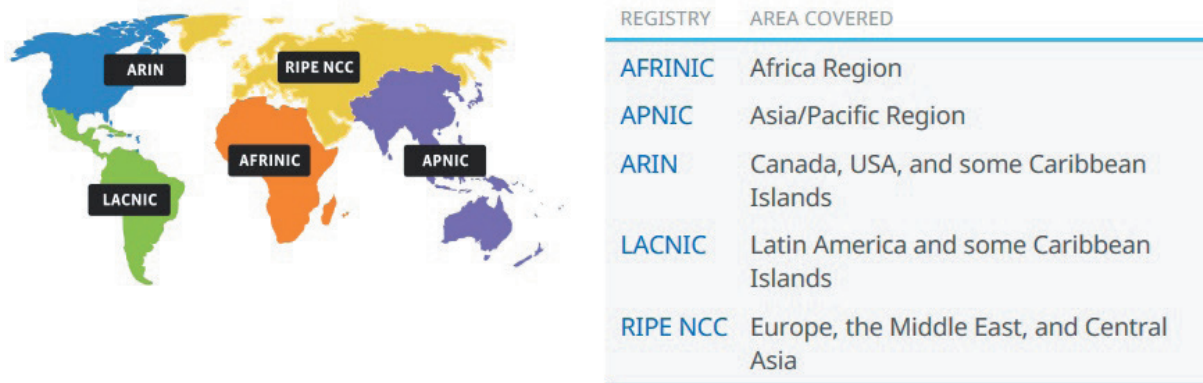 ARIN
RIPE NCC
AFRINIC
APNIC
LACNIC
REGISTRY AREA COVERED
AFRINIC Africa Region
APNIC Asia/Pacific Region
ARIN Canada, USA, and some Caribbean
Islands
LACNIC Latin America and some Caribbean
Islands
RIPE NCC Europe, the Middle East, and Central
Asia